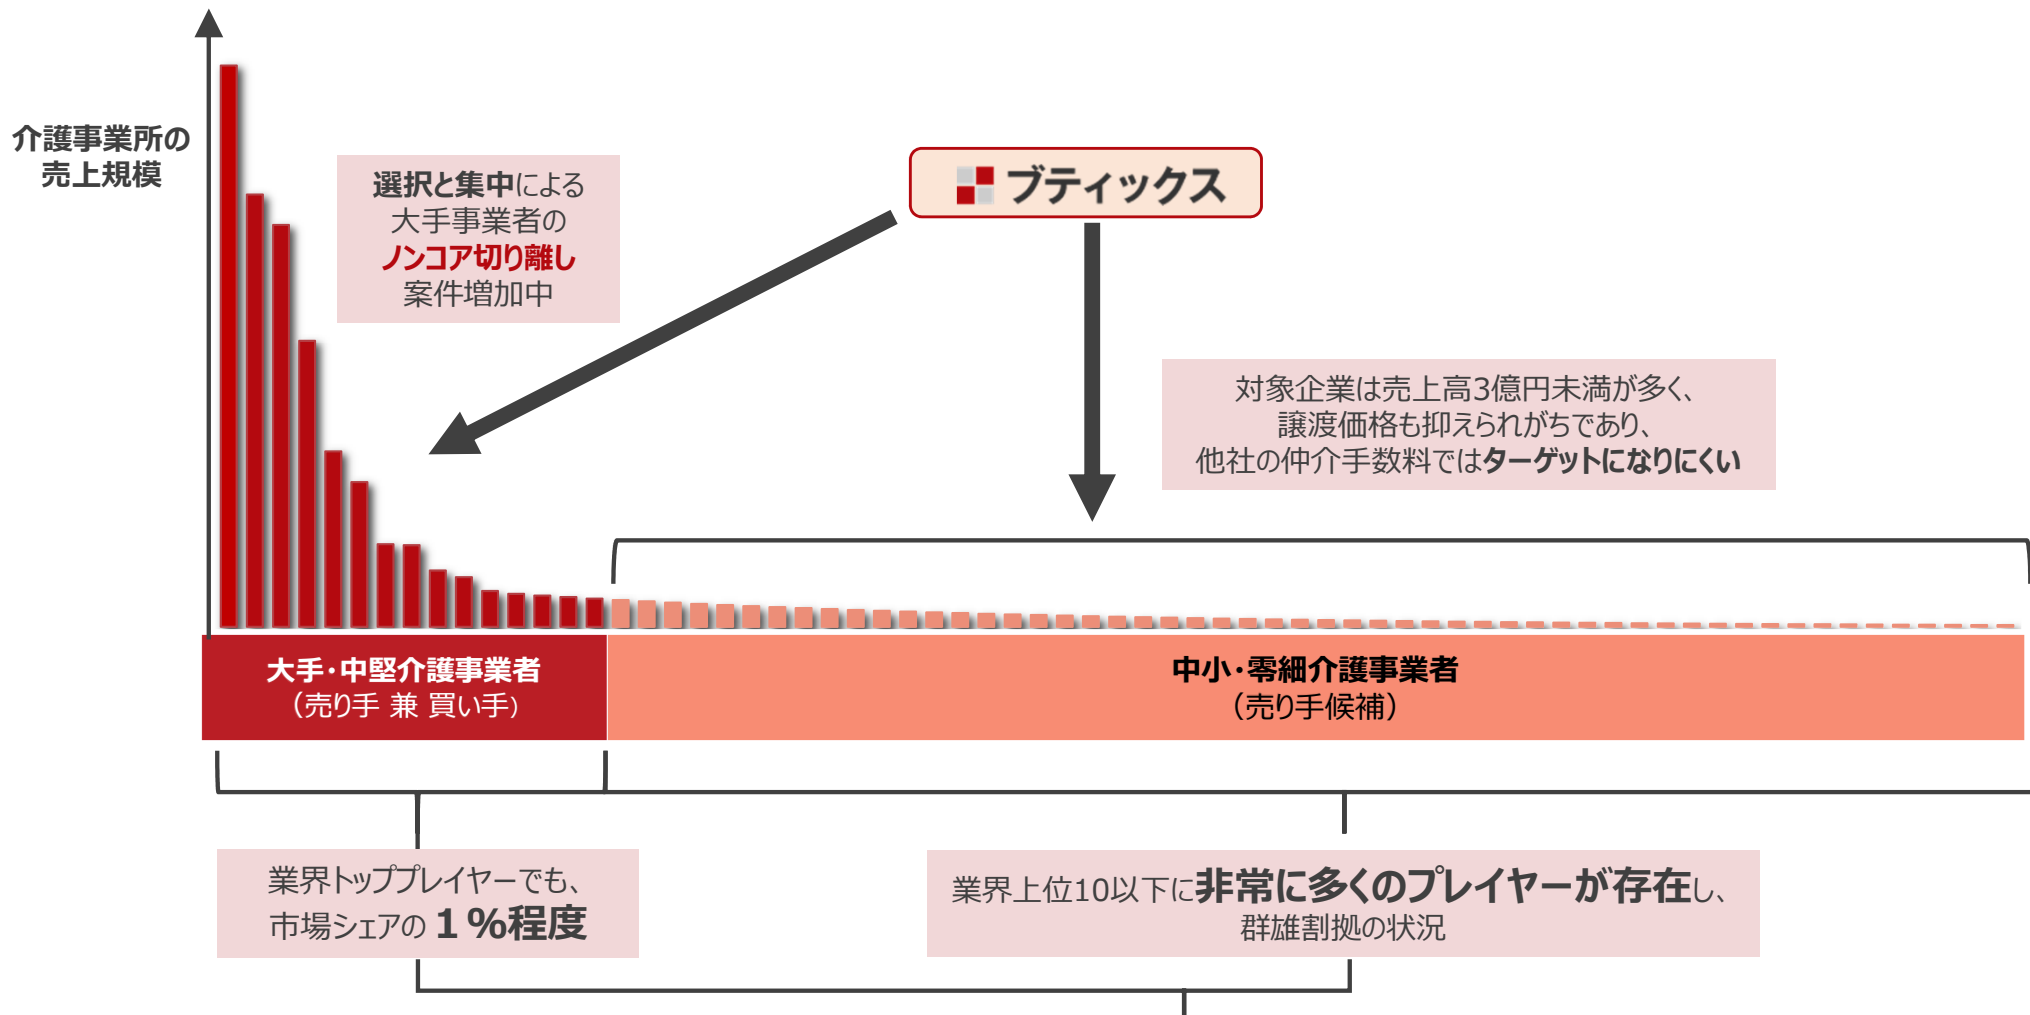 介護事業所の
売上規模
選択と集中による
大手事業者の
ノンコア切り離し
案件増加中
ブティックス
対象企業は売上高3億円未満が多く、
譲渡価格も抑えられがちであり、
他社の仲介手数料ではターゲットになりにくい
大手・中堅介護事業者
（売り手 兼 買い手）
中小・零細介護事業者
（売り手候補）
業界トッププレイヤーでも、
市場シェアの１%程度
業界上位10以下に非常に多くのプレイヤーが存在し、
群雄割拠の状況